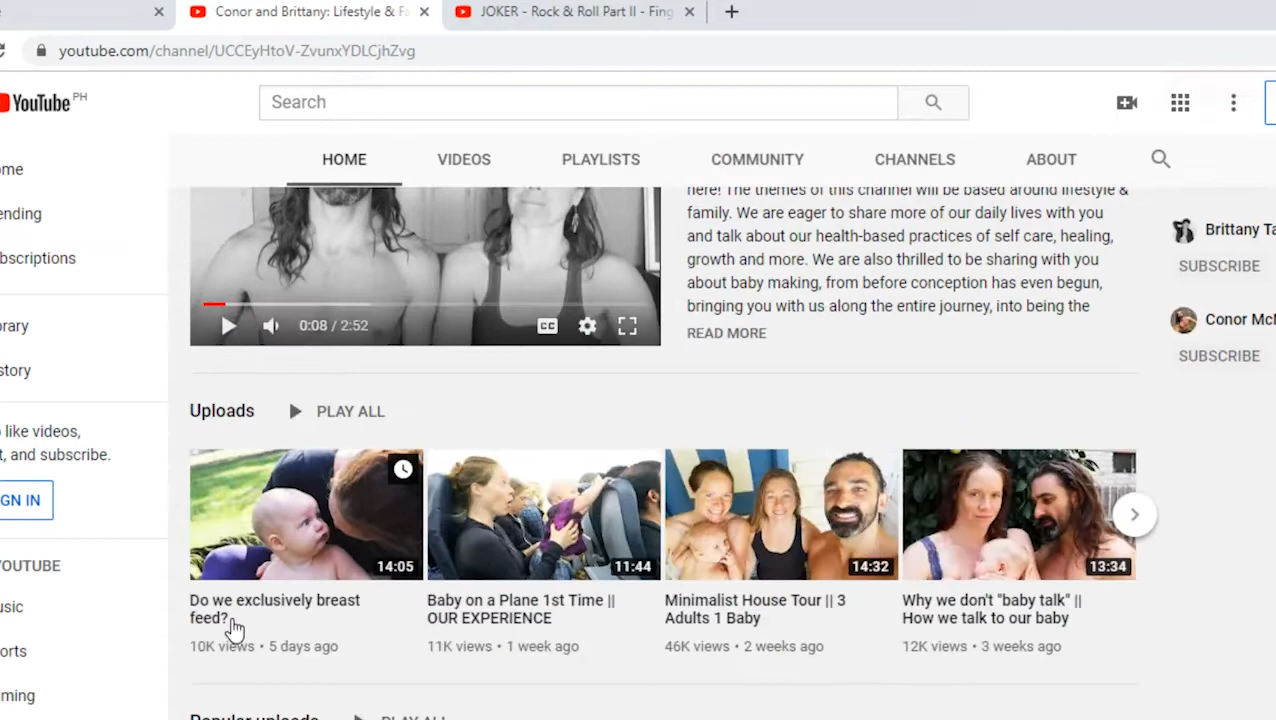 Conor and Brittany: Lifestyle & Fa
JOKER - Rock & Roll Part II - Fing
youtube.com/channel/UCCEyHtoV-ZvunxYDLCjhZvg
YouTube PH
Search
HOME VIDEOS PLAYLISTS COMMUNITY CHANNELS ABOUT
ome
ending
bscriptions
brary
story
o like videos,
t, and subscribe.
GN IN
YOUTUBE
usic
orts
ming
here! The themes of this channel will be based around lifestyle &
family. We are eager to share more of our daily lives with you
and talk about our health-based practices of self care, healing,
growth and more. We are also thrilled to be sharing with you
about baby making, from before conception has even begun,
bringing you with us along the entire journey, into being the
READ MORE
0:08 / 2:52
CC
Brittany Ta
SUBSCRIBE
Conor McM
SUBSCRIBE
Uploads PLAY ALL
14:05
Do we exclusively breast
feed?
10K views • 5 days ago
11:44
Baby on a Plane 1st Time ||
OUR EXPERIENCE
11K views • 1 week ago
14:32
Minimalist House Tour || 3
Adults 1 Baby
46K views • 2 weeks ago
13:34
Why we don't "baby talk" ||
How we talk to our baby
12K views • 3 weeks ago
Popular uploads PLAY ALL